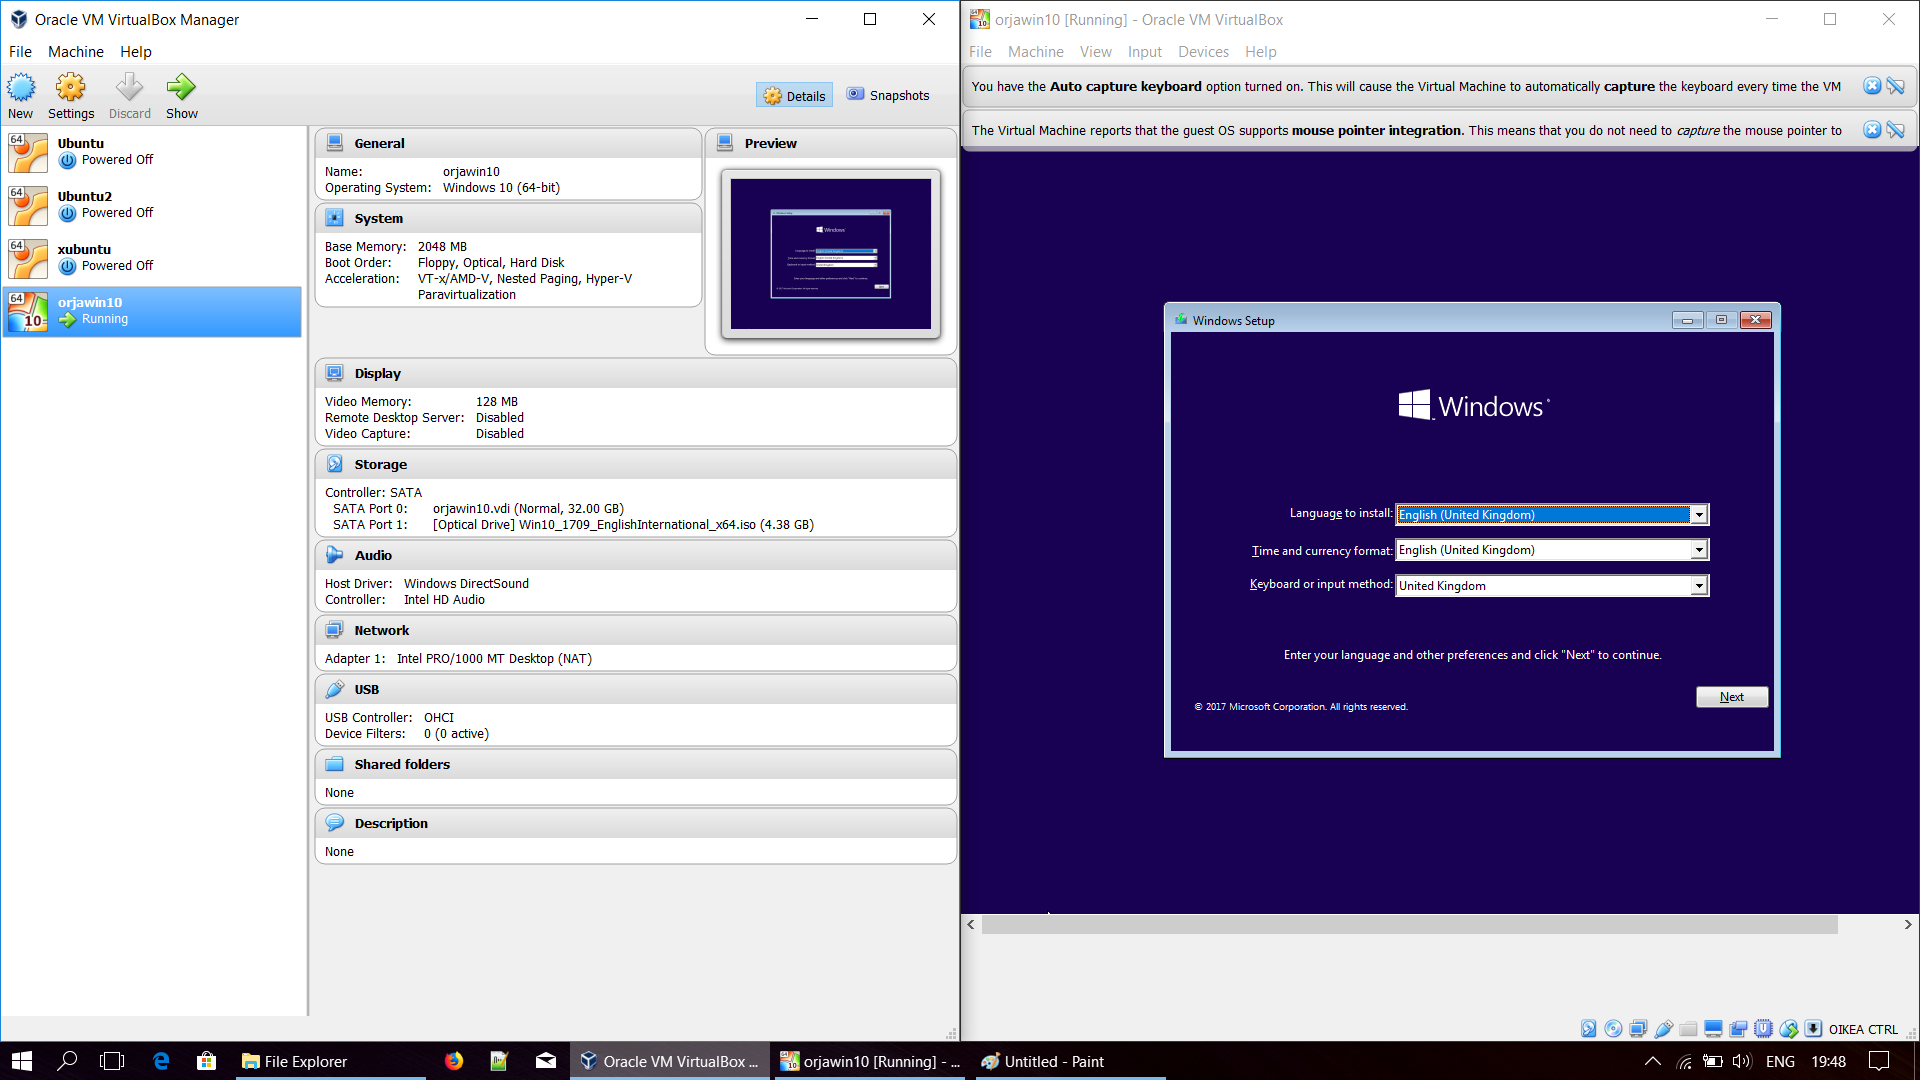 Oracle VM VirtualBox Manager
File Machine Help
New Settings Discard Show
Details Snapshots
64
Ubuntu
Powered Off
64
Ubuntu2
Powered Off
64
xubuntu
Powered Off
64
10
orjawin10
Running
General
Name: orjawin10
Operating System: Windows 10 (64-bit)
System
Base Memory: 2048 MB
Boot Order: Floppy, Optical, Hard Disk
Acceleration: VT-x/AMD-V, Nested Paging, Hyper-V
Paravirtualization
Preview
Windows
Display
Video Memory: 128 MB
Remote Desktop Server: Disabled
Video Capture: Disabled
Storage
Controller: SATA
SATA Port 0: orjawin10.vdi (Normal, 32.00 GB)
SATA Port 1: [Optical Drive] Win10_1709_EnglishInternational_x64.iso (4.38 GB)
Audio
Host Driver: Windows DirectSound
Controller: Intel HD Audio
Network
Adapter 1: Intel PRO/1000 MT Desktop (NAT)
USB
USB Controller: OHCI
Device Filters: 0 (0 active)
Shared folders
None
Description
None
orjawin10 [Running] - Oracle VM VirtualBox
File Machine View Input Devices Help
You have the Auto capture keyboard option turned on. This will cause the Virtual Machine to automatically capture the keyboard every time the VM
The Virtual Machine reports that the guest OS supports mouse pointer integration. This means that you do not need to capture the mouse pointer to
Windows Setup
Windows
Language to install: English (United Kingdom)
Time and currency format: English (United Kingdom)
Keyboard or input method: United Kingdom
Enter your language and other preferences and click "Next" to continue.
© 2017 Microsoft Corporation. All rights reserved.
Next
OIKEA CTRL
File Explorer
Oracle VM VirtualBox ...
orjawin10 [Running] - ...
Untitled - Paint
ENG 19:48